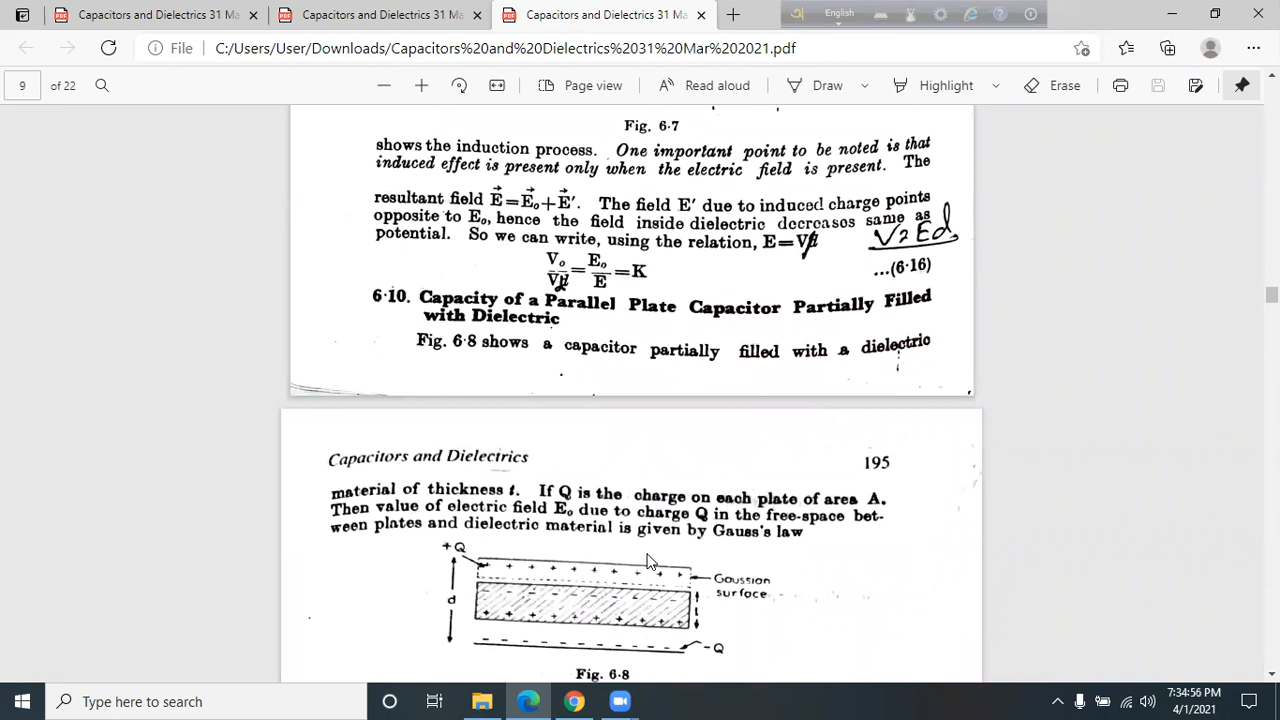 Capacitors and Dielectrics 31 Ma
Capacitors and Dielectrics 31 Ma
Capacitors and Dielectrics 31 Ma
English
File
C:/Users/User/Downloads/Capacitors%20and%20Dielectrics%2031%20Mar%202021.pdf
9 of 22
Page view
Read aloud
Draw
Highlight
Erase
Fig. 6·7
shows the induction process. One important point to be noted is that
induced effect is present only when the electric field is present. The
resultant field E⃗=E⃗₀+E⃗'. The field E' due to induced charge points
opposite to E₀, hence the field inside dielectric decreases same as
potential. So we can write, using the relation, E=V
V=Ed
V₀/V = E₀/E = K ...(6·16)
6·10. Capacity of a Parallel Plate Capacitor Partially Filled
with Dielectric
Fig. 6·8 shows a capacitor partially filled with a dielectric
Capacitors and Dielectrics 195
material of thickness t. If Q is the charge on each plate of area A.
Then value of electric field E₀ due to charge Q in the free-space bet-
ween plates and dielectric material is given by Gauss's law
+Q
Gaussian
surface
d
t
-Q
Fig. 6·8
Type here to search
7:34:56 PM
4/1/2021